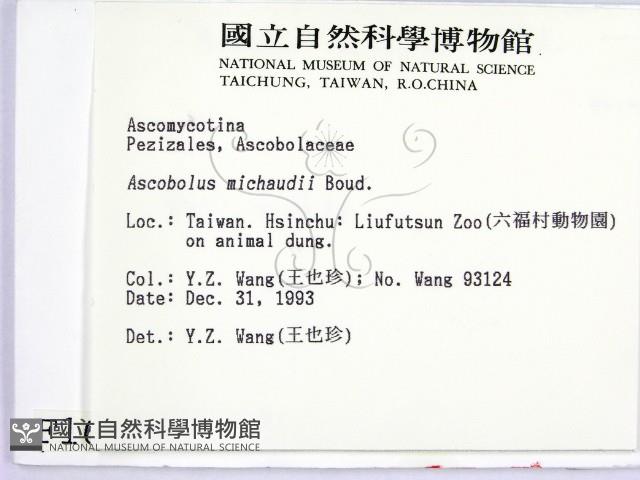 國立自然科學博物館
NATIONAL MUSEUM OF NATURAL SCIENCE
TAICHUNG, TAIWAN, R.O.CHINA
Ascomycotina
Pezizales, Ascobolaceae
Ascobolus michaudii Boud.
Loc.: Taiwan. Hsinchu: Liufutsun Zoo(六福村動物園)
on animal dung.
Col.: Y.Z. Wang(王也珍); No. Wang 93124
Date: Dec. 31, 1993
Det.: Y.Z. Wang(王也珍)
國立自然科學博物館
NATIONAL MUSEUM OF NATURAL SCIENCE